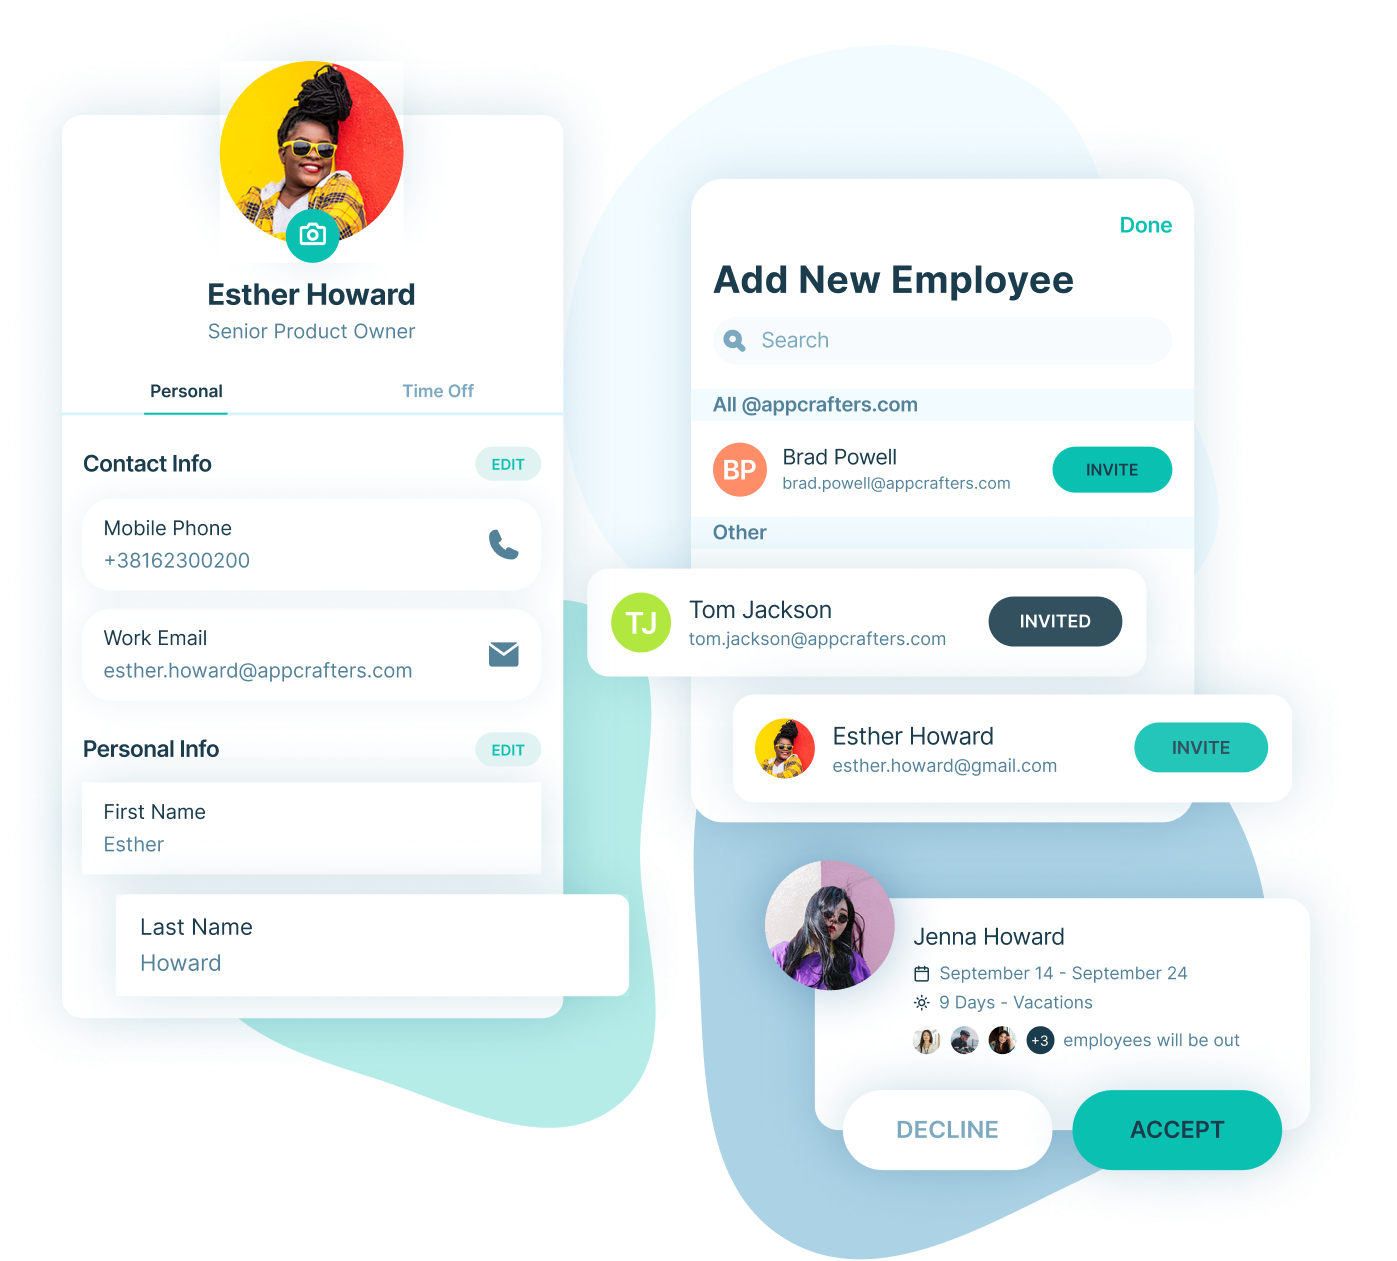 Esther Howard
Senior Product Owner
Personal
Time Off
Contact Info
EDIT
Mobile Phone
+38162300200
Work Email
esther.howard@appcrafters.com
Personal Info
EDIT
First Name
Esther
Last Name
Howard
Done
Add New Employee
Search
All @appcrafters.com
BP
Brad Powell
brad.powell@appcrafters.com
INVITE
Other
TJ
Tom Jackson
tom.jackson@appcrafters.com
INVITED
Esther Howard
esther.howard@gmail.com
INVITE
Jenna Howard
September 14 - September 24
9 Days - Vacations
+3 employees will be out
DECLINE
ACCEPT